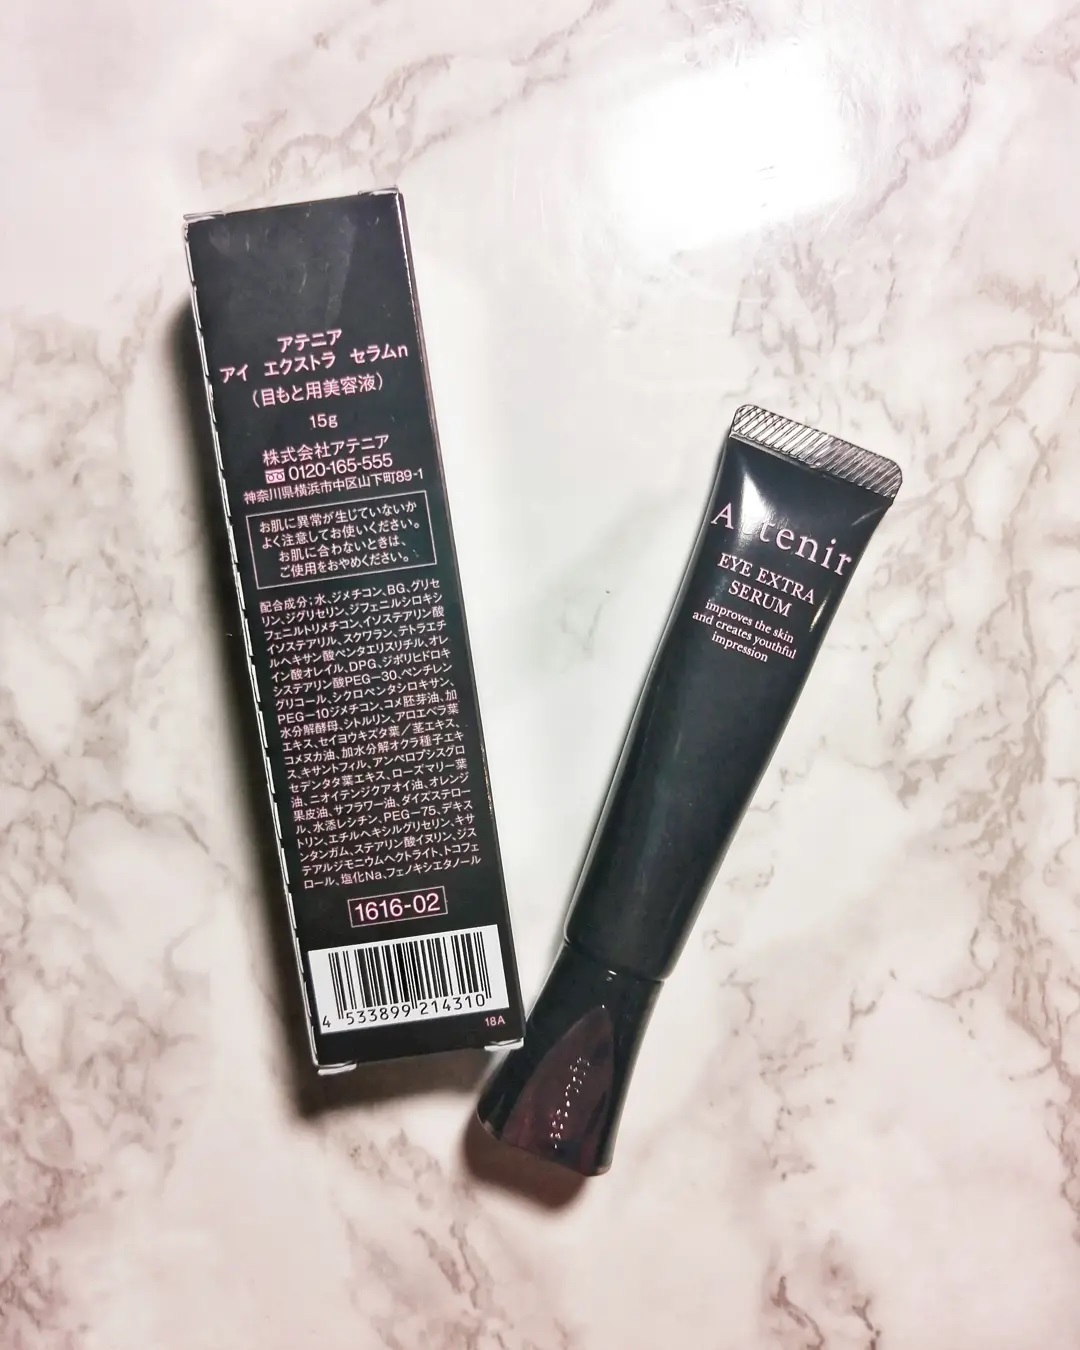 アテニア
アイ エクストラ セラムn
（目もと用美容液）
15g
株式会社アテニア
0120-165-555
神奈川県横浜市中区山下町89-1
お肌に異常が生じていないか
よく注意してお使いください。
お肌に合わないときは、
ご使用をおやめください。
配合成分；水、ジメチコン、BG、グリセ
リン、ジグリセリン、ジフェニルシロキシ
フェニルトリメチコン、イソステアリン酸
イソステアリル、スクワラン、テトラエチ
ルヘキサン酸ペンタエリスリチル、オレ
イン酸オレイル、DPG、ジポリヒドロキ
システアリン酸PEG-30、ペンチレン
グリコール、シクロペンタシロキサン、
PEG-10ジメチコン、コメ胚芽油、加
水分解酵母、シトルリン、アロエベラ葉
エキス、セイヨウキズタ葉／茎エキス、
コメヌカ油、加水分解オクラ種子エキ
ス、キサントフィル、アンペロプシスグロ
セデンタタ葉エキス、ローズマリー葉
油、ニオイテンジクアオイ油、オレンジ
果皮油、サフラワー油、ダイズステロー
ル、水添レシチン、PEG-75、デキス
トリン、エチルヘキシルグリセリン、キサ
ンタンガム、ステアリン酸イヌリン、ジス
テアルジモニウムヘクトライト、トコフェ
ロール、塩化Na、フェノキシエタノール
1616-02
4 533899 214310
18A
Attenir
EYE EXTRA
SERUM
improves the skin
and creates youthful
impression